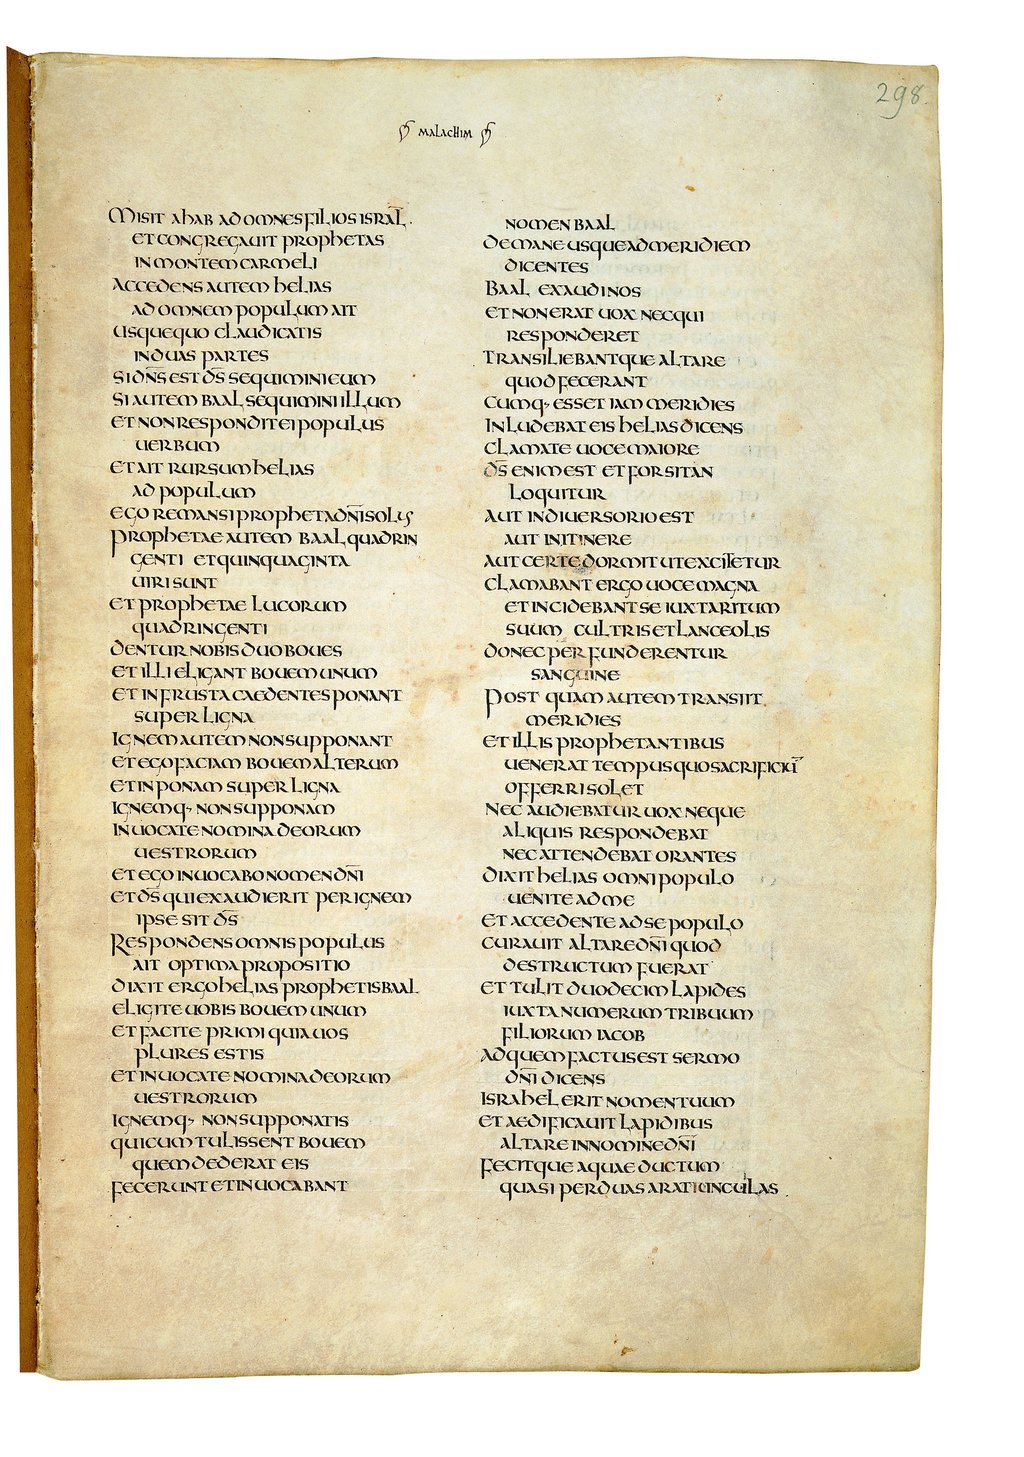 298.
MALACHIM
MISIT AHAB AD OMNES FILIOS ISRAL̄.
ET CONGREGAUIT PROPHETAS
IN MONTEM CARMELI
ACCEDENS AUTEM HELIAS
AD OMNEM POPULUM AIT
USQUEQUO CLAUDICATIS
IN DUAS PARTES
SI DN̄S EST DS̄ SEQUIMINI EUM
SI AUTEM BAAL SEQUIMINI ILLUM
ET NON RESPONDIT EI POPULUS
UERBUM
ET AIT RURSUM HELIAS
AD POPULUM
EGO REMANSI PROPHETA DN̄I SOLUS
PROPHETAE AUTEM BAAL QUADRIN
GENTI ET QUINQUAGINTA
UIRI SUNT
ET PROPHETAE LUCORUM
QUADRINGENTI
DENTUR NOBIS DUO BOUES
ET ILLI ELIGANT BOUEM UNUM
ET IN FRUSTA CAEDENTES PONANT
SUPER LIGNA
IGNEM AUTEM NON SUPPONANT
ET EGO FACIAM BOUEM ALTERUM
ET INPONAM SUPER LIGNA
IGNEMQ· NON SUPPONAM
INUOCATE NOMINA DEORUM
UESTRORUM
ET EGO INUOCABO NOMEN DN̄I
ET DS̄ QUI EXAUDIERIT PER IGNEM
IPSE SIT DS̄
RESPONDENS OMNIS POPULUS
AIT OPTIMA PROPOSITIO
DIXIT ERGO HELIAS PROPHETIS BAAL
ELIGITE UOBIS BOUEM UNUM
ET FACITE PRIMI QUIA UOS
PLURES ESTIS
ET INUOCATE NOMINA DEORUM
UESTRORUM
IGNEMQ· NON SUPPONATIS
QUI CUM TULISSENT BOUEM
QUEM DEDERAT EIS
FECERUNT ET INUOCABANT
NOMEN BAAL
DE MANE USQUE AD MERIDIEM
DICENTES
BAAL EXAUDI NOS
ET NON ERAT UOX NEC QUI
RESPONDERET
TRANSILIEBANTQUE ALTARE
QUOD FECERANT
CUMQ· ESSET IAM MERIDIES
INLUDEBAT EIS HELIAS DICENS
CLAMATE UOCE MAIORE
DS̄ ENIM EST ET FORSITAN
LOQUITUR
AUT IN DIUERSORIO EST
AUT IN ITINERE
AUT CERTE DORMIT UT EXCITETUR
CLAMABANT ERGO UOCE MAGNA
ET INCIDEBANT SE IUXTA RITUM
SUUM CULTRIS ET LANCEOLIS
DONEC PERFUNDERENTUR
SANGUINE
POSTQUAM AUTEM TRANSIIT
MERIDIES
ET ILLIS PROPHETANTIBUS
UENERAT TEMPUS QUO SACRIFICIŪ
OFFERRI SOLET
NEC AUDIEBATUR UOX NEQUE
ALIQUIS RESPONDEBAT
NEC ATTENDEBAT ORANTES
DIXIT HELIAS OMNI POPULO
UENITE AD ME
ET ACCEDENTE AD SE POPULO
CURAUIT ALTARE DN̄I QUOD
DESTRUCTUM FUERAT
ET TULIT DUODECIM LAPIDES
IUXTA NUMERUM TRIBUUM
FILIORUM IACOB
AD QUEM FACTUS EST SERMO
DN̄I DICENS
ISRAHEL ERIT NOMEN TUUM
ET AEDIFICAUIT LAPIDIBUS
ALTARE IN NOMINE DN̄I
FECITQUE AQUAE DUCTUM
QUASI PER DUAS ARATIUNCULAS